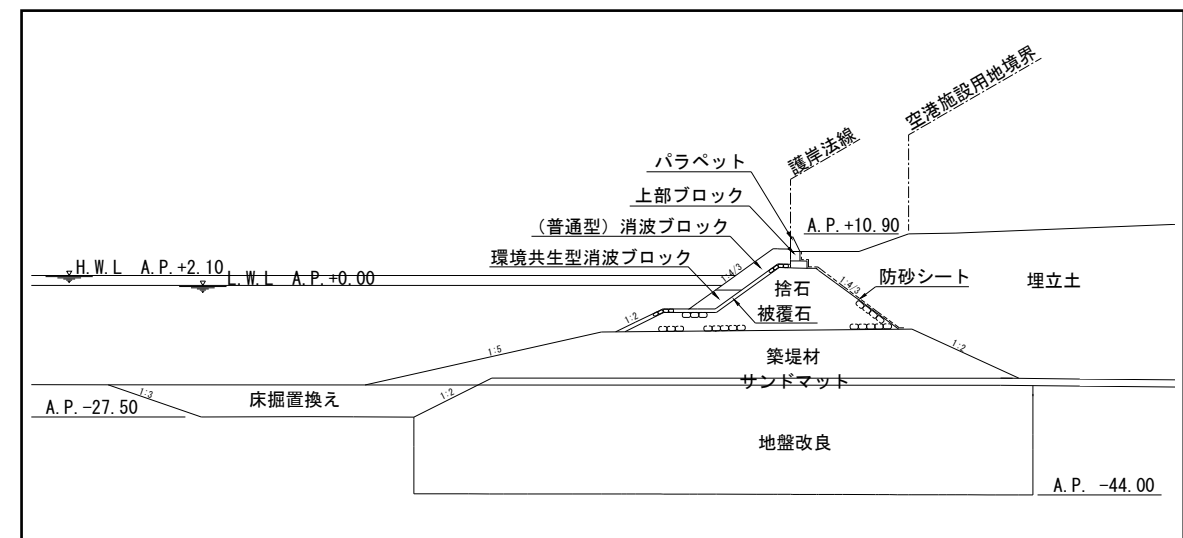 空港施設用地境界
護岸法線
パラペット
上部ブロック
A.P.+10.90
(普通型) 消波ブロック
環境共生型消波ブロック
H.W.L A.P.+2.10
L.W.L A.P.+0.00
1:4/3
1:4/3
防砂シート
捨石
埋立土
被覆石
1:2
1:5
築堤材
1:2
サンドマット
1:3
床掘置換え
1:2
A.P.-27.50
地盤改良
A.P. -44.00